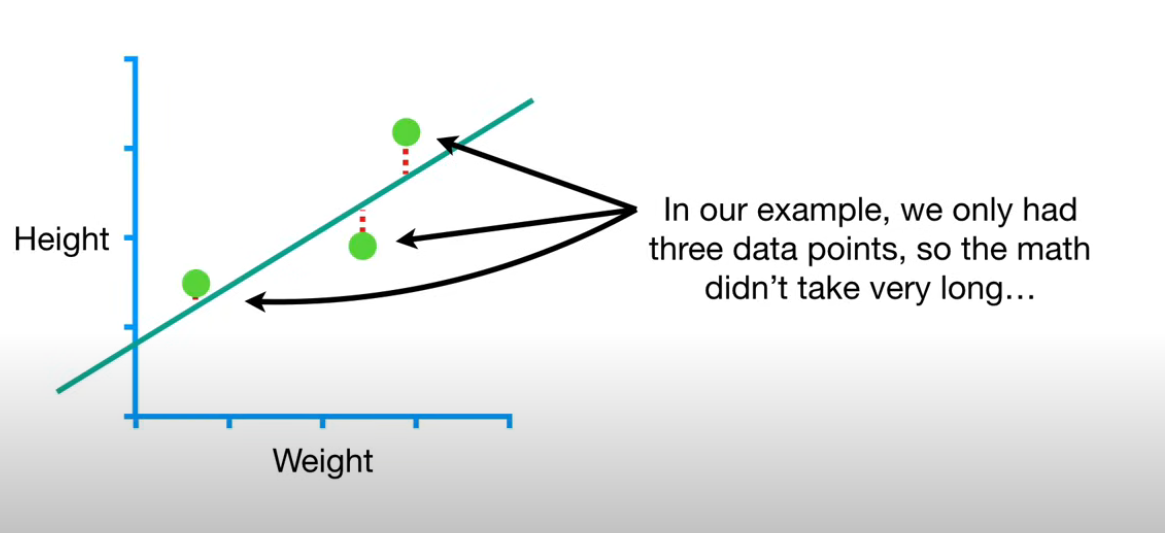 Height
In our example, we only had
three data points, so the math
didn’t take very long…
Weight